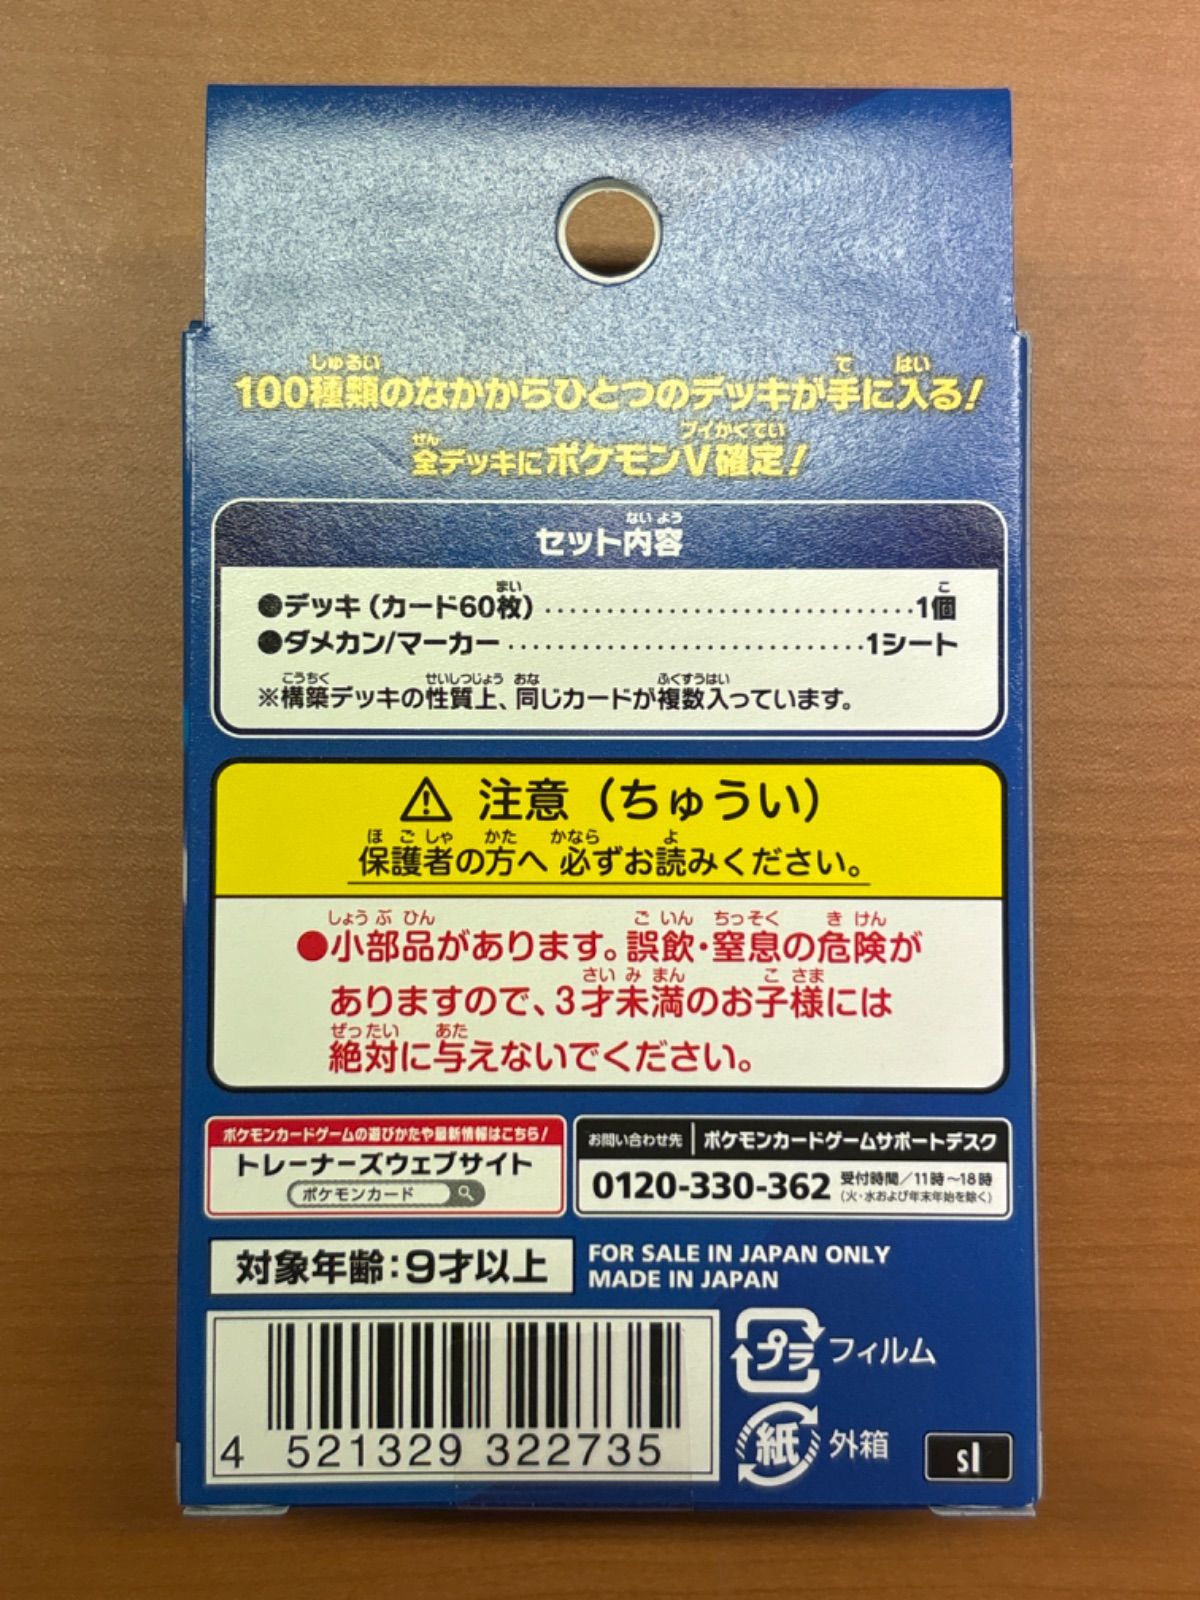 100種類のなかからひとつのデッキが手に入る!
全デッキにポケモンV確定!
セット内容
●デッキ(カード60枚)……………………………1個
●ダメカン/マーカー……………………………1シート
※構築デッキの性質上、同じカードが複数入っています。
⚠ 注意(ちゅうい)
保護者の方へ 必ずお読みください。
●小部品があります。誤飲・窒息の危険が
ありますので、3才未満のお子様には
絶対に与えないでください。
ポケモンカードゲームの遊びかたや最新情報はこちら!
トレーナーズウェブサイト
ポケモンカード
お問い合わせ先 ポケモンカードゲームサポートデスク
0120-330-362 受付時間/11時~18時
(火・水および年末年始を除く)
対象年齢:9才以上
FOR SALE IN JAPAN ONLY
MADE IN JAPAN
4 521329 322735
プラ フィルム
紙 外箱
sI